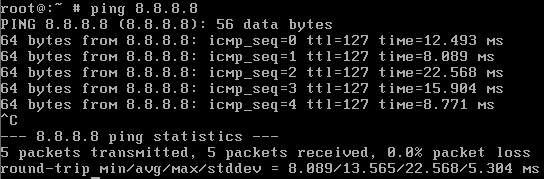 root@:~ # ping 8.8.8.8
PING 8.8.8.8 (8.8.8.8): 56 data bytes
64 bytes from 8.8.8.8: icmp_seq=0 ttl=127 time=12.493 ms
64 bytes from 8.8.8.8: icmp_seq=1 ttl=127 time=8.089 ms
64 bytes from 8.8.8.8: icmp_seq=2 ttl=127 time=22.568 ms
64 bytes from 8.8.8.8: icmp_seq=3 ttl=127 time=15.904 ms
64 bytes from 8.8.8.8: icmp_seq=4 ttl=127 time=8.771 ms
^C
--- 8.8.8.8 ping statistics ---
5 packets transmitted, 5 packets received, 0.0% packet loss
round-trip min/avg/max/stddev = 8.089/13.565/22.568/5.304 ms